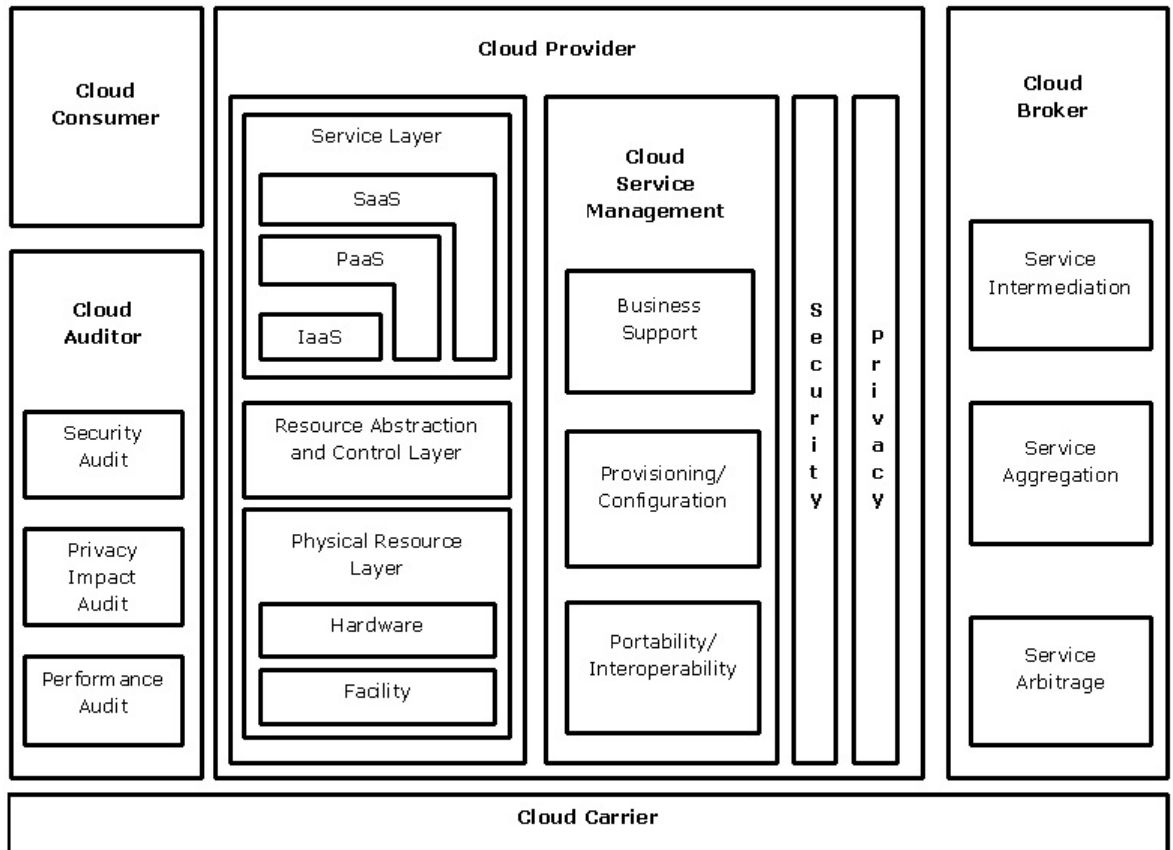 Cloud
Consumer
Cloud
Auditor
Security
Audit
Privacy
Impact
Audit
Performance
Audit
Cloud Provider
Service Layer
SaaS
PaaS
IaaS
Resource Abstraction
and Control Layer
Physical Resource
Layer
Hardware
Facility
Cloud
Service
Management
Business
Support
Provisioning/
Configuration
Portability/
Interoperability
Security
Privacy
Cloud
Broker
Service
Intermediation
Service
Aggregation
Service
Arbitrage
Cloud Carrier